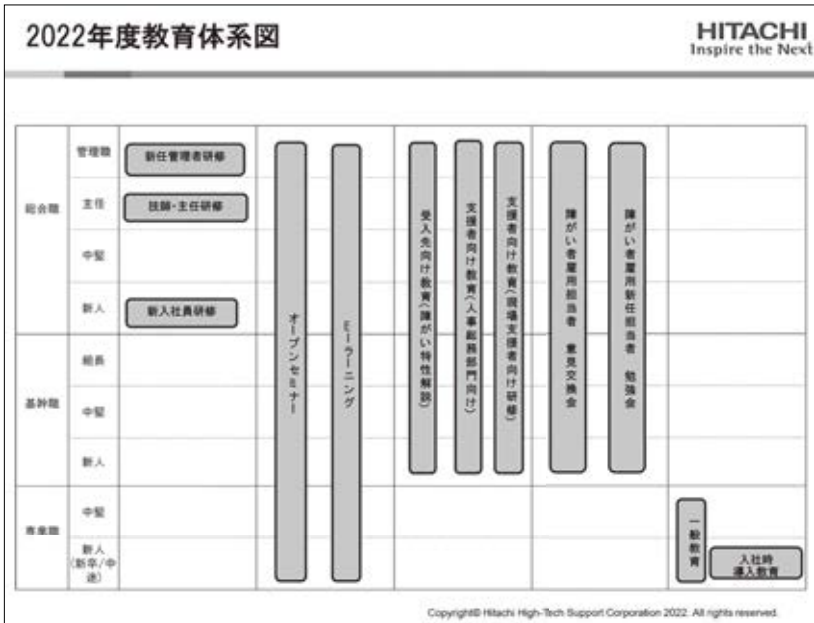 2022年度教育体系図
HITACHI
Inspire the Next
総合職
管理職
新任管理者研修
主任
技師・主任研修
中堅
新人
新入社員研修
基幹職
組長
中堅
新人
専業職
中堅
新人
(新卒/中
途)
オープンセミナー
Eラーニング
受入先向け教育(障がい特性解説)
支援者向け教育(人事総務部門向け)
支援者向け教育(現場支援者向け研修)
障がい者雇用担当者 意見交換会
障がい者雇用新任担当者 勉強会
一般教育
入社時
導入教育
Copyright© Hitachi High-Tech Support Corporation 2022. All rights reserved.